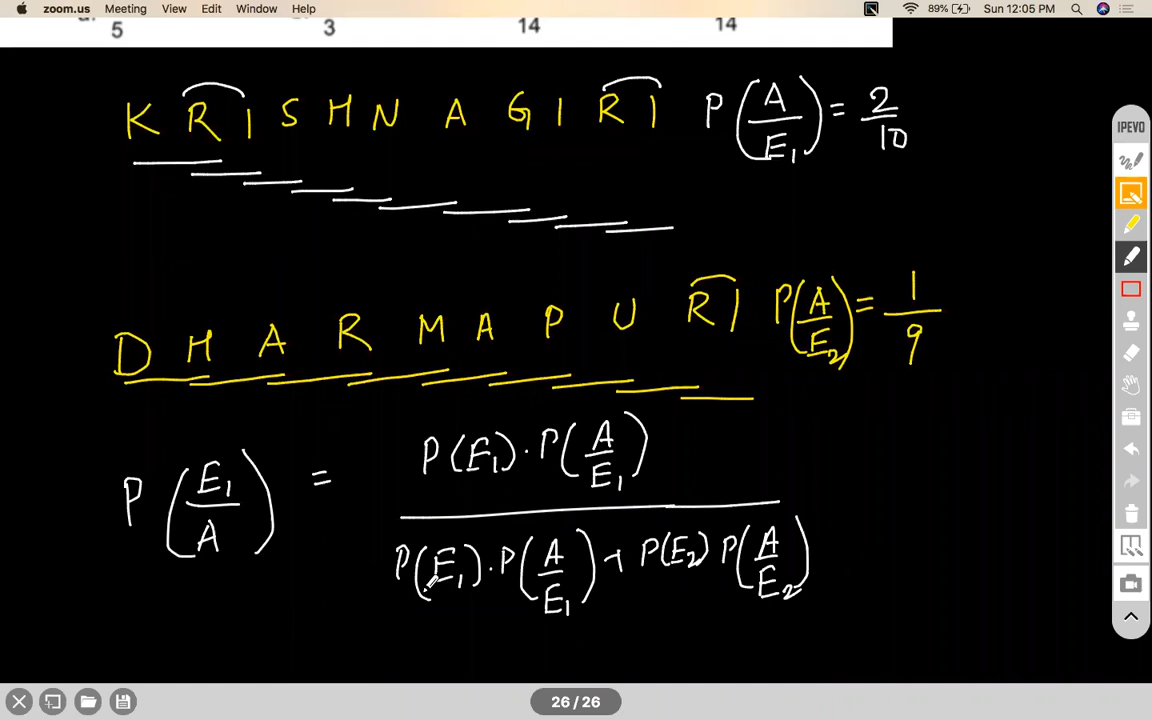 zoom.us Meeting View Edit Window Help 89% Sun 12:05 PM
5 3 14 14
K R I S H N A G I R I P(A/E₁) = 2/10
IPEVO
D H A R M A P U R I P(A/E₂) = 1/9
P(E₁/A) = P(E₁)·P(A/E₁) / P(E₁)·P(A/E₁) + P(E₂) P(A/E₂)
26 / 26